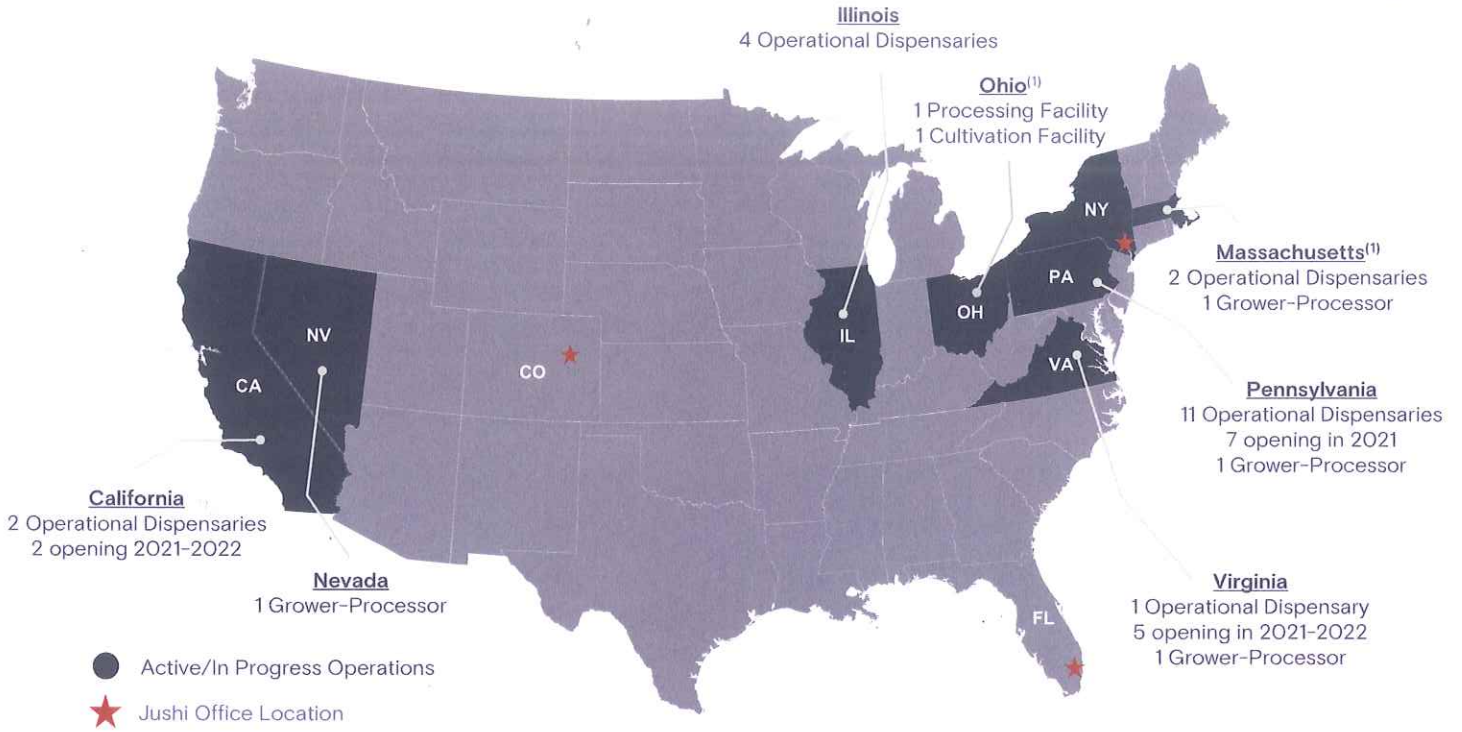 Illinois
4 Operational Dispensaries
Ohio(1)
1 Processing Facility
1 Cultivation Facility
NY
Massachusetts(1)
2 Operational Dispensaries
1 Grower-Processor
PA
OH
IL
NV
CO
CA
VA
Pennsylvania
11 Operational Dispensaries
7 opening in 2021
1 Grower-Processor
California
2 Operational Dispensaries
2 opening 2021-2022
Nevada
1 Grower-Processor
Virginia
1 Operational Dispensary
5 opening in 2021-2022
1 Grower-Processor
FL
Active/In Progress Operations
Jushi Office Location